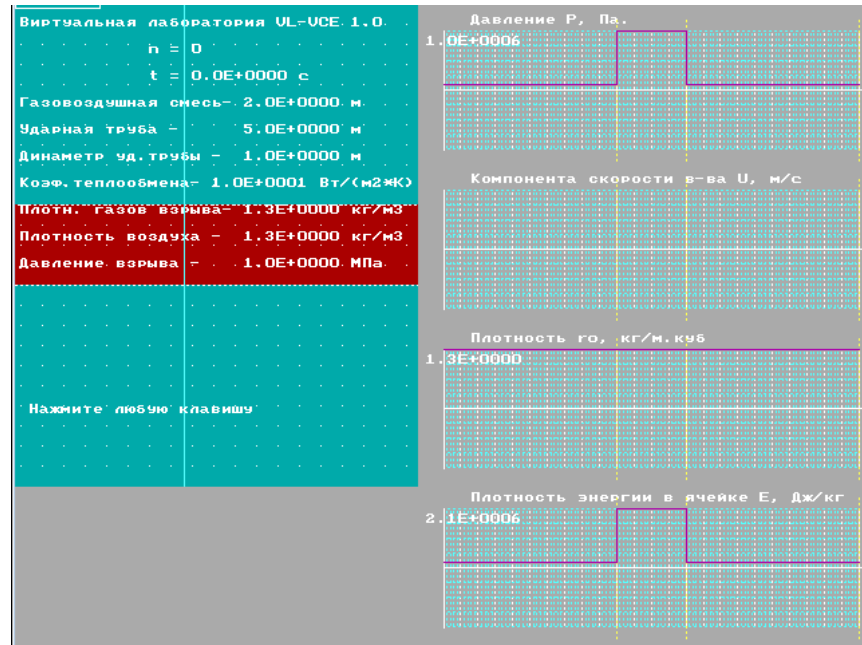 Виртуальная лаборатория VL-VCE 1.0
n = 0
t = 0.0E+0000 с
Газовоздушная смесь- 2.0E+0000 м
Ударная труба - 5.0E+0000 м
Динаметр уд.трубы - 1.0E+0000 м
Коэф.теплообмена- 1.0E+0001 Вт/(м2*К)
Плотн. газов взрыва- 1.3E+0000 кг/м3
Плотность воздуха - 1.3E+0000 кг/м3
Давление взрыва - 1.0E+0000 МПа
Нажмите любую клавишу
Давление P, Па.
1.0E+0006
Компонента скорости в-ва U, м/с
Плотность ro, кг/м.куб
1.3E+0000
Плотность энергии в ячейке E, Дж/кг
2.1E+0006